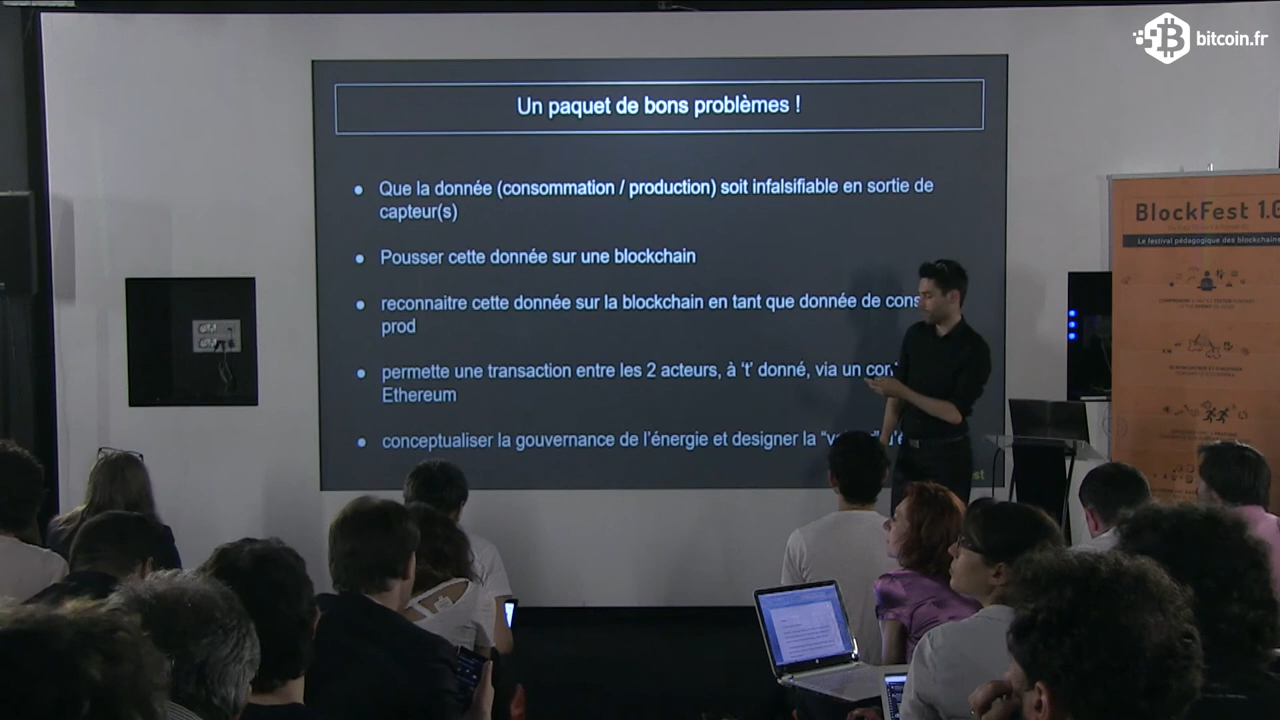 bitcoin.fr
Un paquet de bons problèmes !
● Que la donnée (consommation / production) soit infalsifiable en sortie de
capteur(s)
● Pousser cette donnée sur une blockchain
● reconnaitre cette donnée sur la blockchain en tant que donnée de cons
prod
● permette une transaction entre les 2 acteurs, à 't' donné, via un con
Ethereum
● conceptualiser la gouvernance de l'énergie et designer la
BlockFest 1.0
Le festival pédagogique des blockchains